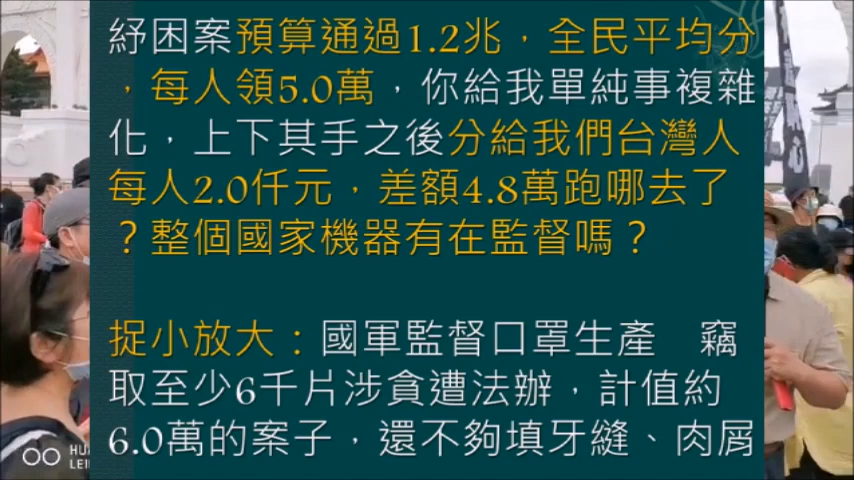 紓困案預算通過1.2兆，全民平均分
，每人領5.0萬，你給我單純事複雜
化，上下其手之後分給我們台灣人
每人2.0仟元，差額4.8萬跑哪去了
？整個國家機器有在監督嗎？
捉小放大：國軍監督口罩生產　竊
取至少6千片涉貪遭法辦，計值約
6.0萬的案子，還不夠填牙縫、肉屑
HU
LEI